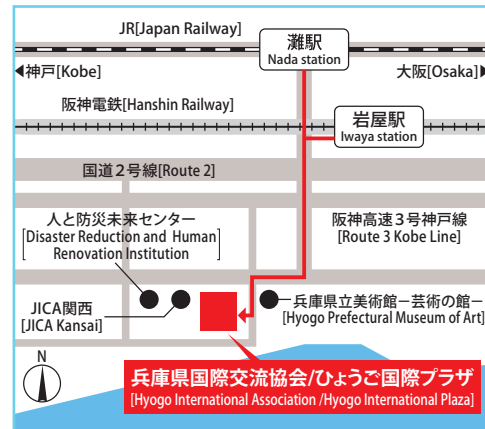 JR[Japan Railway]
灘駅
Nada station
◀神戸[Kobe]
大阪[Osaka]▶
阪神電鉄[Hanshin Railway]
岩屋駅
Iwaya station
国道2号線[Route 2]
人と防災未来センター
[Disaster Reduction and Human
Renovation Institution]
阪神高速3号神戸線
[Route 3 Kobe Line]
JICA関西
[JICA Kansai]
兵庫県立美術館－芸術の館－
[Hyogo Prefectural Museum of Art]
N
兵庫県国際交流協会/ひょうご国際プラザ
[Hyogo International Association /Hyogo International Plaza]